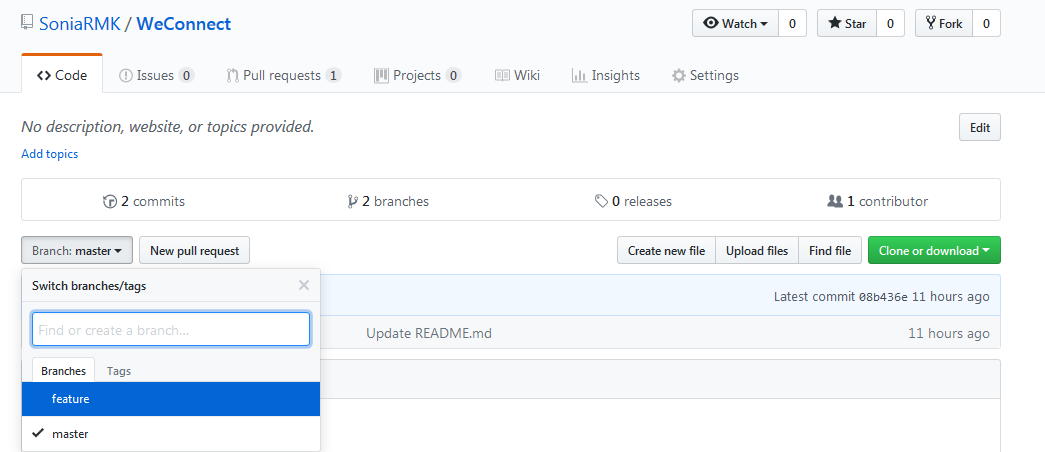 SoniaRMK / WeConnect
Watch 0 Star 0 Fork 0
Code Issues 0 Pull requests 1 Projects 0 Wiki Insights Settings
No description, website, or topics provided. Edit
Add topics
2 commits 2 branches 0 releases 1 contributor
Branch: master New pull request Create new file Upload files Find file Clone or download
Switch branches/tags
Latest commit 08b436e 11 hours ago
Find or create a branch...
Update README.md 11 hours ago
Branches Tags
feature
master